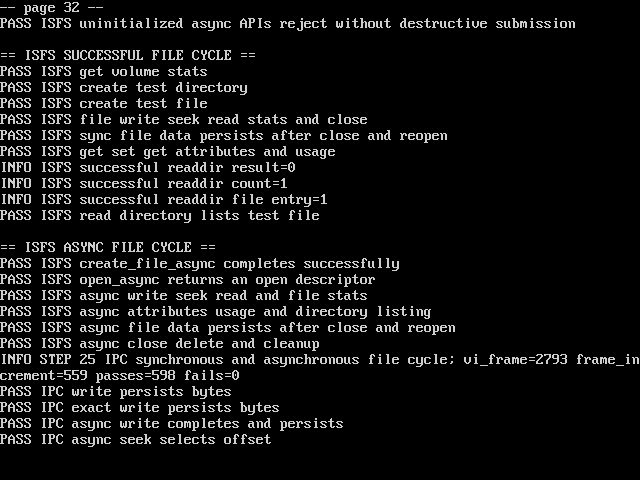 -- page 32 --
PASS ISFS uninitialized async APIs reject without destructive submission
== ISFS SUCCESSFUL FILE CYCLE ==
PASS ISFS get volume stats
PASS ISFS create test directory
PASS ISFS create test file
PASS ISFS file write seek read stats and close
PASS ISFS sync file data persists after close and reopen
PASS ISFS get set get attributes and usage
INFO ISFS successful readdir result=0
INFO ISFS successful readdir count=1
INFO ISFS successful readdir file entry=1
PASS ISFS read directory lists test file
== ISFS ASYNC FILE CYCLE ==
PASS ISFS create_file_async completes successfully
PASS ISFS open_async returns an open descriptor
PASS ISFS async write seek read and file stats
PASS ISFS async attributes usage and directory listing
PASS ISFS async file data persists after close and reopen
PASS ISFS async close delete and cleanup
INFO STEP 25 IPC synchronous and asynchronous file cycle; vi_frame=2793 frame_in
crement=559 passes=598 fails=0
PASS IPC write persists bytes
PASS IPC exact write persists bytes
PASS IPC async write completes and persists
PASS IPC async seek selects offset